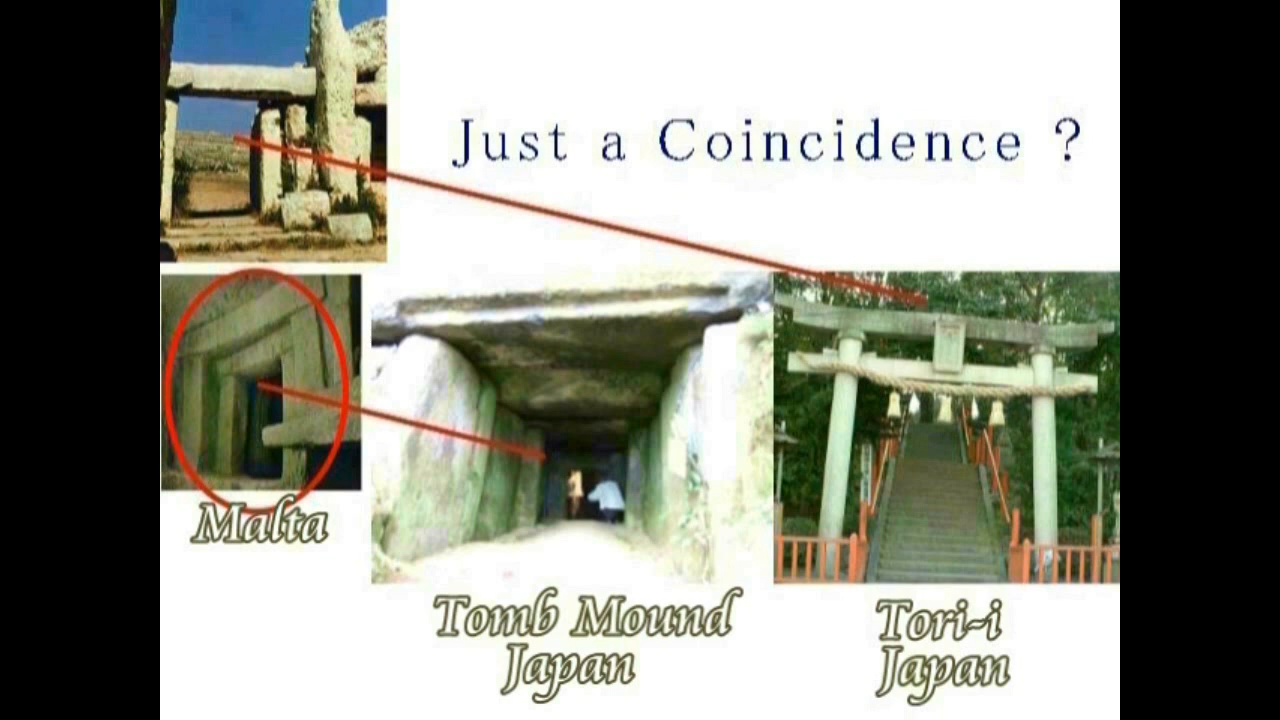 Just a Coincidence ?
Malta
Tomb Mound
Japan
Tori-i
Japan